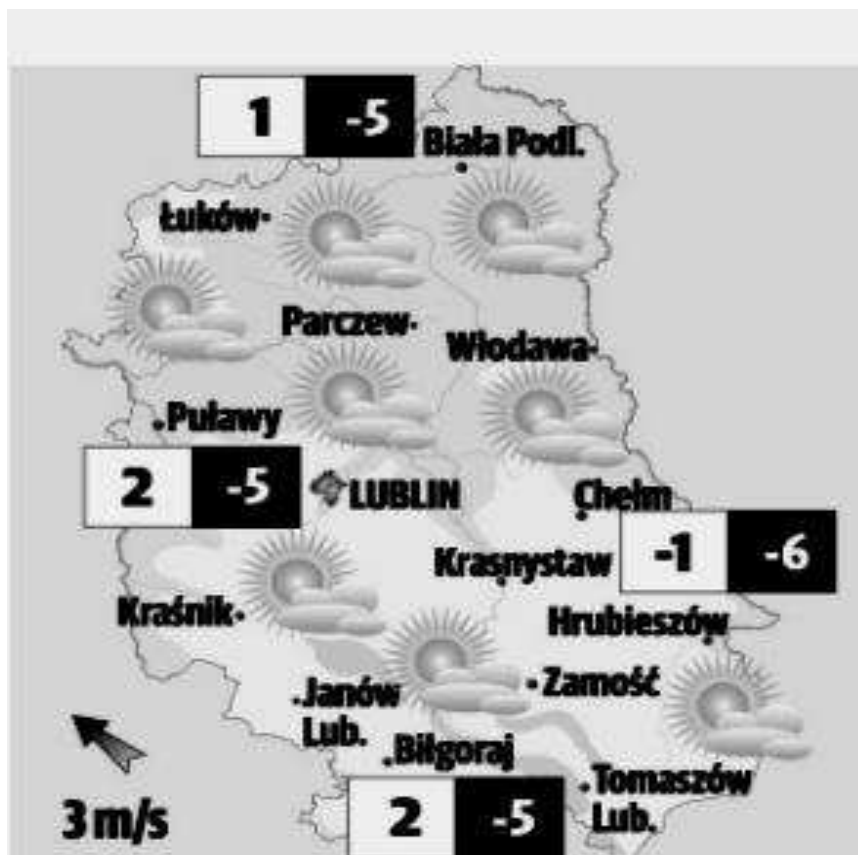 1 -5
Biała Podl.
Łuków
Parczew
Włodawa
Puławy
2 -5
LUBLIN
Chełm
-1 -6
Krasnystaw
Kraśnik
Hrubieszów
Janów
Lub.
Zamość
Biłgoraj
Tomaszów
Lub.
3 m/s
2 -5